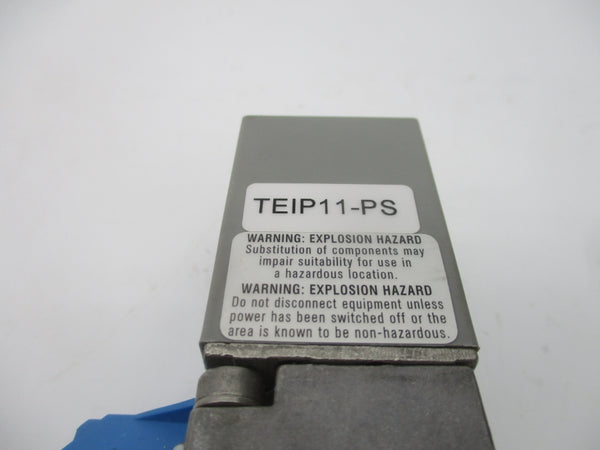 TEIP11-PS
WARNING: EXPLOSION HAZARD
Substitution of components may
impair suitability for use in
a hazardous location.
WARNING: EXPLOSION HAZARD
Do not disconnect equipment unless
power has been switched off or the
area is known to be non-hazardous.